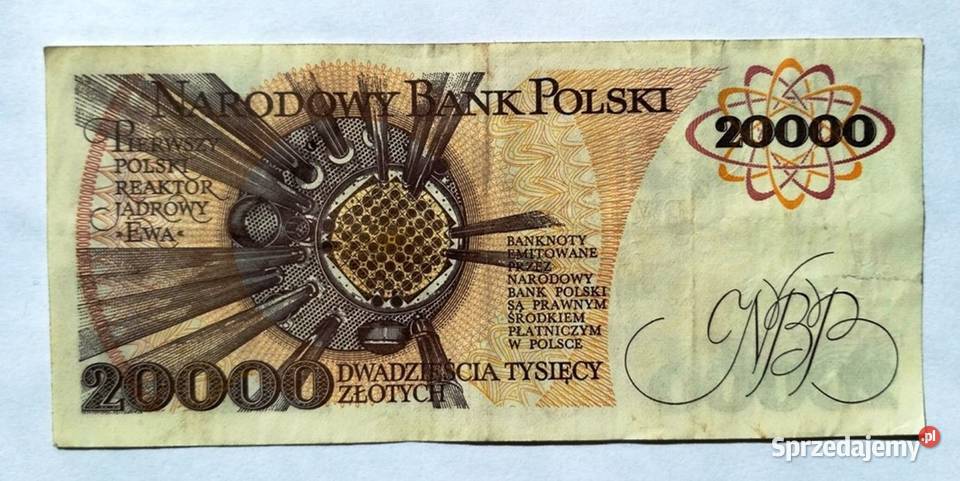 NARODOWY BANK POLSKI
20000
PIERWSZY
POLSKI
REAKTOR
JĄDROWY
"EWA"
BANKNOTY
EMITOWANE
PRZEZ
NARODOWY
BANK POLSKI
SĄ PRAWNYM
ŚRODKIEM
PŁATNICZYM
W POLSCE
NBP
20000 DWADZIEŚCIA TYSIĘCY
ZŁOTYCH
Sprzedajemy.pl